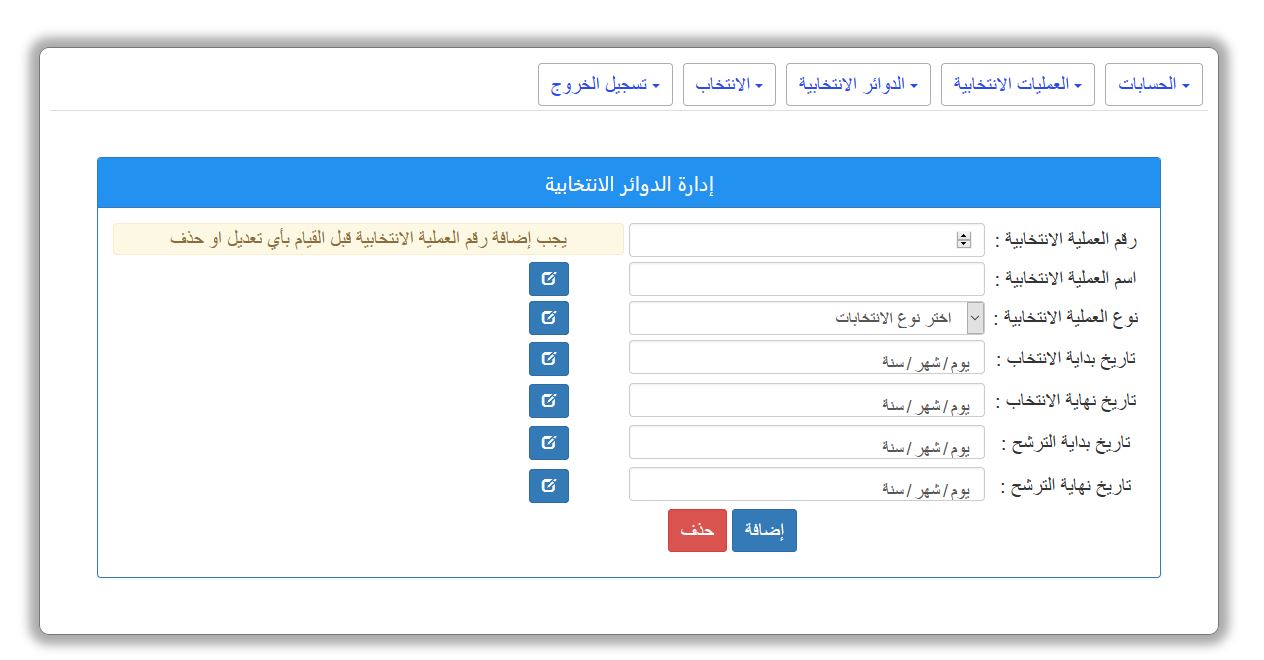 الحسابات
العمليات الانتخابية
الدوائر الانتخابية
الانتخاب
تسجيل الخروج
إدارة الدوائر الانتخابية
رقم العملية الانتخابية :
يجب إضافة رقم العملية الانتخابية قبل القيام بأي تعديل او حذف
اسم العملية الانتخابية :
نوع العملية الانتخابية : اختر نوع الانتخابات
تاريخ بداية الانتخاب : يوم/شهر/سنة
تاريخ نهاية الانتخاب : يوم/شهر/سنة
تاريخ بداية الترشح : يوم/شهر/سنة
تاريخ نهاية الترشح : يوم/شهر/سنة
إضافة
حذف